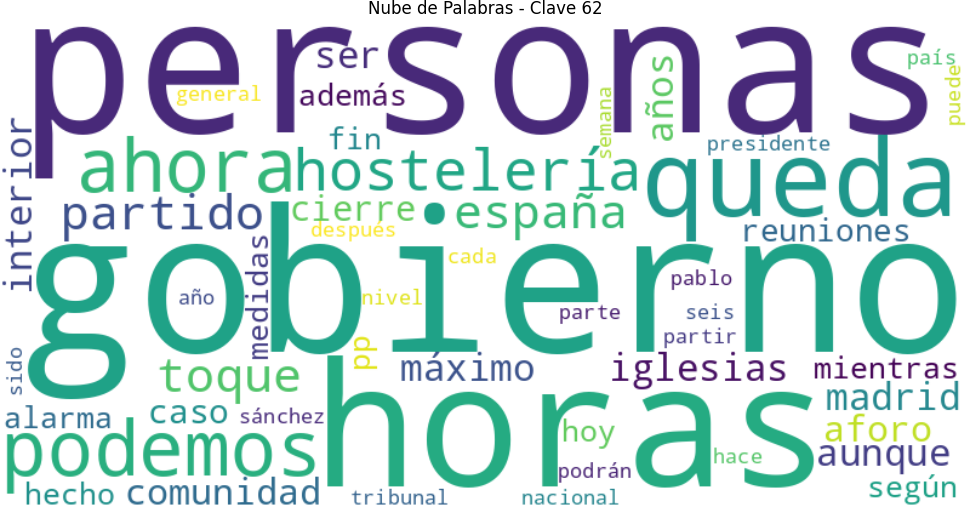 Nube de Palabras - Clave 62
personas
ser
país
general
además
puede
semana
años
fin
presidente
interior
ahora
hostelería
queda
partido
cierre
españa
reuniones
después
gobierno
medidas
cada
pablo
año
nivel
parte
seis
partir
pp
sido
toque
máximo
iglesias
mientras
horas
madrid
alarma
caso
sánchez
podemos
hoy
aforo
aunque
podrán
hace
hecho
comunidad
tribunal
nacional
según